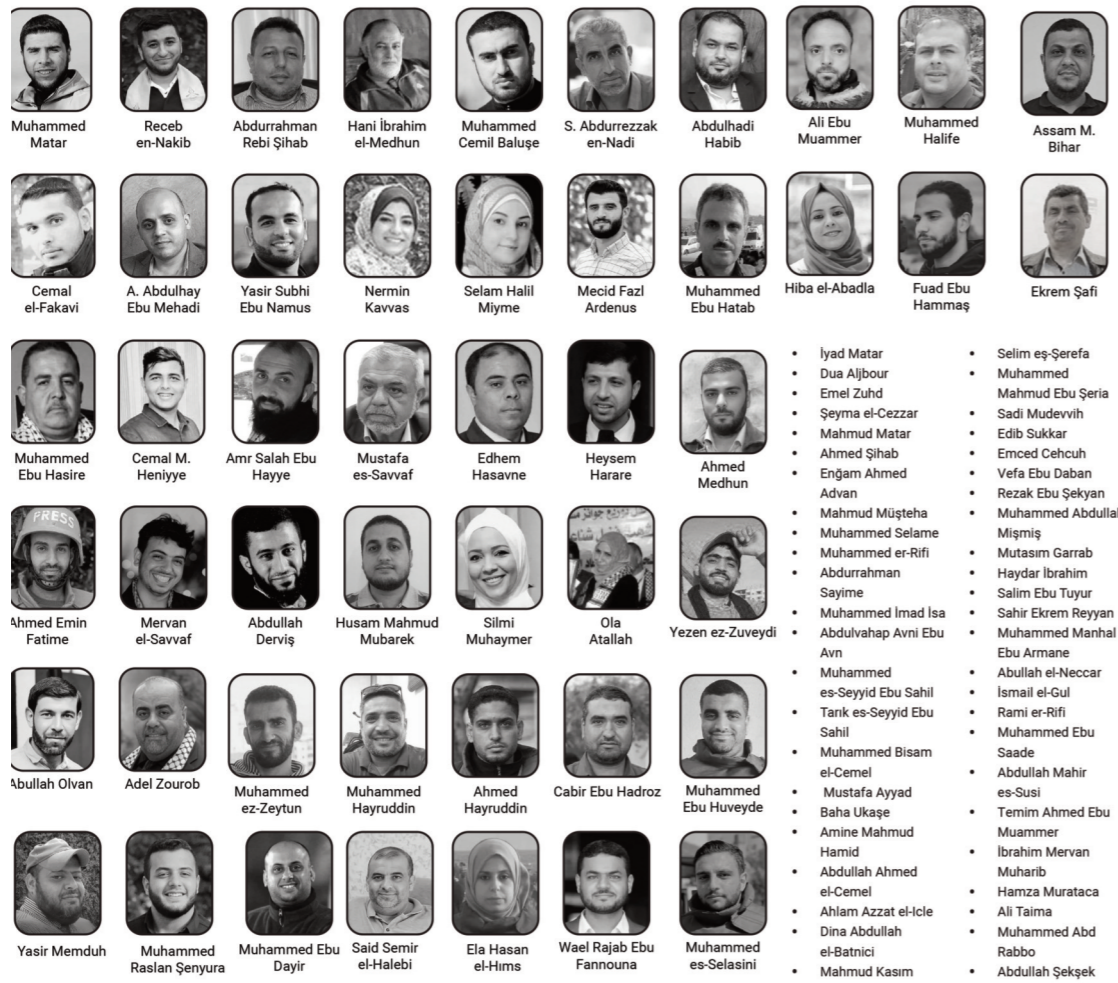 Muhammed
Matar
Receb
en-Nakib
Abdurrahman
Rebi Şihab
Hani İbrahim
el-Medhun
Muhammed
Cemil Baluşe
S. Abdurrezzak
en-Nadi
Abdulhadi
Habib
Ali Ebu
Muammer
Muhammed
Halife
Assam M.
Bihar
Cemal
el-Fakavi
A. Abdulhay
Ebu Mehadi
Yasir Subhi
Ebu Namus
Nermin
Kavvas
Selam Halil
Miyme
Mecid Fazl
Ardenus
Muhammed
Ebu Hatab
Hiba el-Abadla
Fuad Ebu
Hammaş
Ekrem Şafi
Muhammed
Ebu Hasire
Cemal M.
Heniyye
Amr Salah Ebu
Hayye
Mustafa
es-Savvaf
Edhem
Hasavne
Heysem
Harare
Ahmed
Medhun
PRESS
Ahmed Emin
Fatime
Mervan
el-Savvaf
Abdullah
Derviş
Husam Mahmud
Mubarek
Silmi
Muhaymer
Ola
Atallah
Yezen ez-Zuveydi
Abullah Olvan
Adel Zourob
Muhammed
ez-Zeytun
Muhammed
Hayruddin
Ahmed
Hayruddin
Cabir Ebu Hadroz
Muhammed
Ebu Huveyde
Yasir Memduh
Muhammed
Raslan Şenyura
Muhammed Ebu
Dayir
Said Semir
el-Halebi
Ela Hasan
el-Hıms
Wael Rajab Ebu
Fannouna
Muhammed
es-Selasini
• İyad Matar
• Dua Aljbour
• Emel Zuhd
• Şeyma el-Cezzar
• Mahmud Matar
• Ahmed Şihab
• Enğam Ahmed
Advan
• Mahmud Müşteha
• Muhammed Selame
• Muhammed er-Rifi
• Abdurrahman
Sayime
• Muhammed İmad İsa
• Abdulvahap Avni Ebu
Avn
• Muhammed
es-Seyyid Ebu Sahil
• Tarık es-Seyyid Ebu
Sahil
• Muhammed Bisam
el-Cemel
• Mustafa Ayyad
• Baha Ukaşe
• Amine Mahmud
Hamid
• Abdullah Ahmed
el-Cemel
• Ahlam Azzat el-Icle
• Dina Abdullah
el-Batnici
• Mahmud Kasım
• Selim eş-Şerefa
• Muhammed
Mahmud Ebu Şeria
• Sadi Mudevvih
• Edib Sukkar
• Emced Cehcuh
• Vefa Ebu Daban
• Rezak Ebu Şekyan
• Muhammed Abdullal
Mişmiş
• Mutasım Garrab
• Haydar İbrahim
• Salim Ebu Tuyur
• Sahir Ekrem Reyyan
• Muhammed Manhal
Ebu Armane
• Abullah el-Neccar
• İsmail el-Gul
• Rami er-Rifi
• Muhammed Ebu
Saade
• Abdullah Mahir
es-Susi
• Temim Ahmed Ebu
Muammer
• İbrahim Mervan
Muharib
• Hamza Murataca
• Ali Taima
• Muhammed Abd
Rabbo
• Abdullah Şekşek